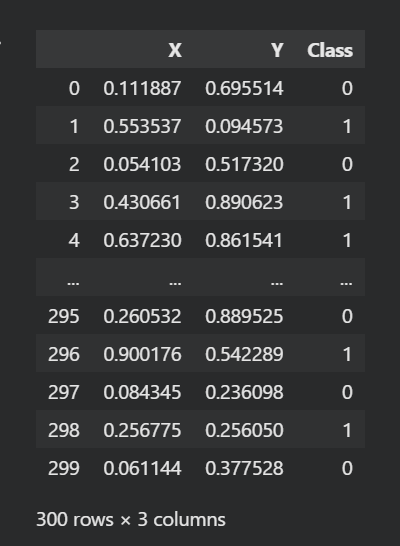 X Y Class
0 0.111887 0.695514 0
1 0.553537 0.094573 1
2 0.054103 0.517320 0
3 0.430661 0.890623 1
4 0.637230 0.861541 1
... ... ... ...
295 0.260532 0.889525 0
296 0.900176 0.542289 1
297 0.084345 0.236098 0
298 0.256775 0.256050 1
299 0.061144 0.377528 0
300 rows × 3 columns